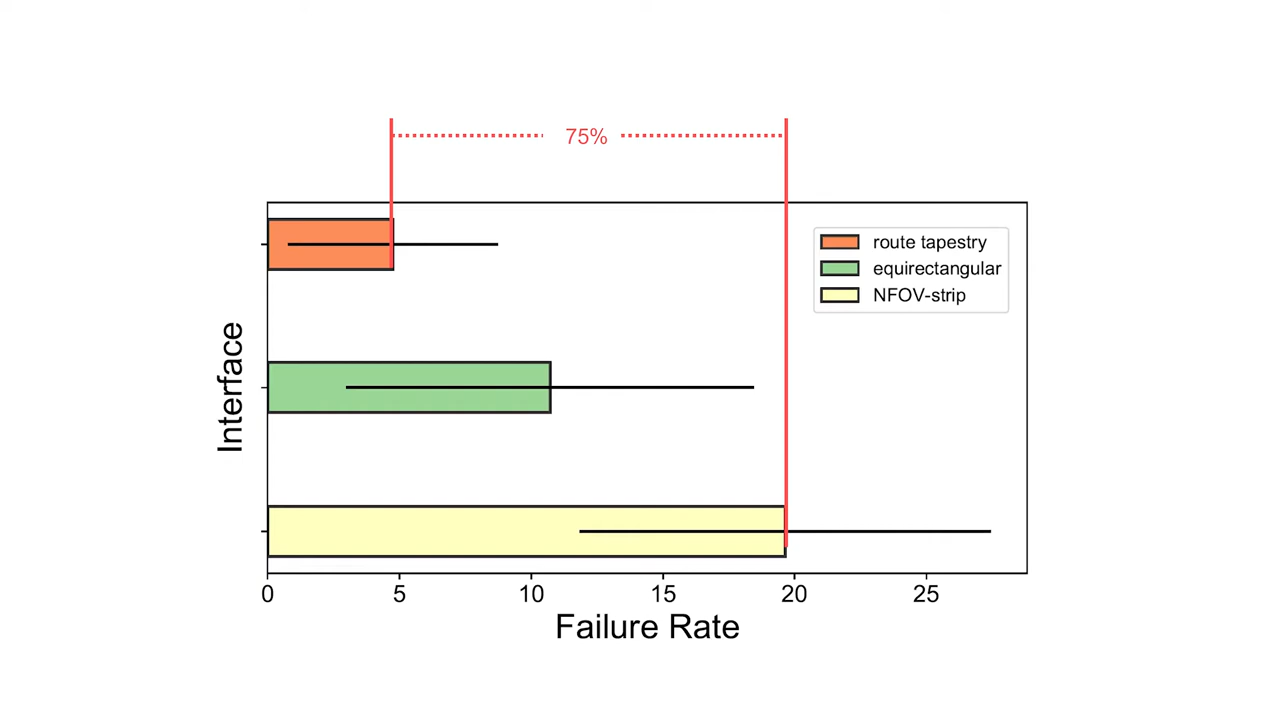 75%
route tapestry
equirectangular
NFOV-strip
Interface
0 5 10 15 20 25
Failure Rate